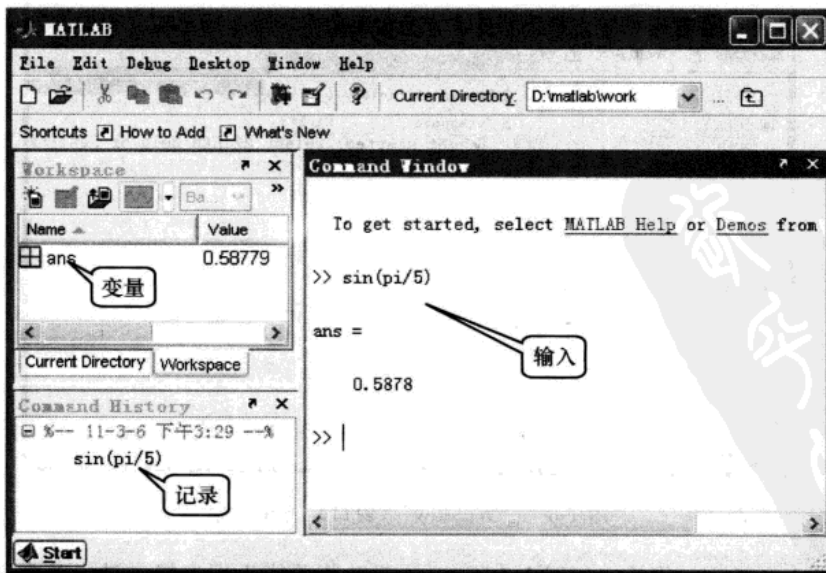 MATLAB
File Edit Debug Desktop Window Help
Current Directory: D:\matlab\work ...
Shortcuts How to Add What's New
Workspace
Ba...
Name Value
ans 0.58779
变量
Current Directory Workspace
Command History
%-- 11-3-6 下午3:29 --%
sin(pi/5)
记录
Start
Command Window
To get started, select MATLAB Help or Demos from
>> sin(pi/5)
输入
ans =
0.5878
>>